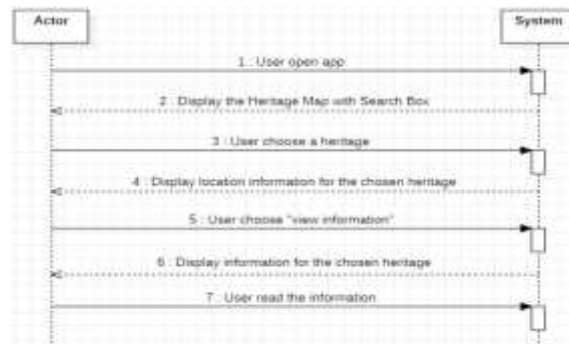 Actor
System
1 : User open app
2 : Display the Heritage Map with Search Box
3 : User choose a heritage
4 : Display location information for the chosen heritage
5 : User choose "view information"
6 : Display information for the chosen heritage
7 : User read the information